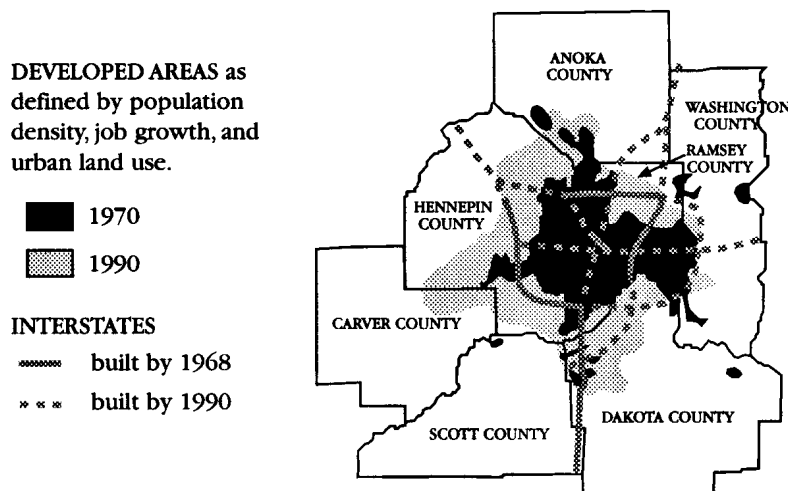 DEVELOPED AREAS as
defined by population
density, job growth, and
urban land use.
1970
1990
INTERSTATES
built by 1968
built by 1990
ANOKA
COUNTY
WASHINGTON
COUNTY
RAMSEY
COUNTY
HENNEPIN
COUNTY
CARVER COUNTY
SCOTT COUNTY
DAKOTA COUNTY